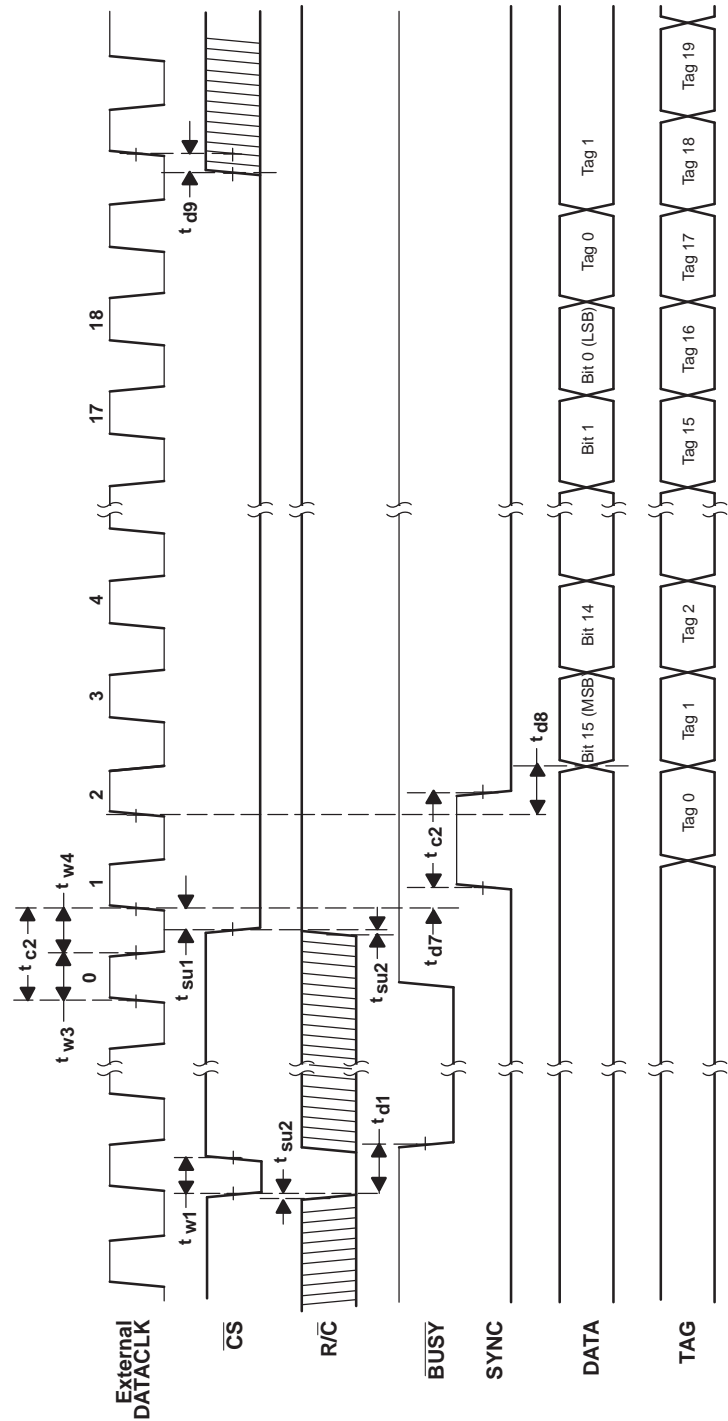 External
DATACLK
0
1
2
3
4
17
18
t c2
t w3
t w4
CS
t w1
t su1
t d9
R/C
t su2
t su2
BUSY
t d1
t d7
SYNC
t c2
t d8
DATA
Bit 15 (MSB)
Bit 14
Bit 1
Bit 0 (LSB)
Tag 0
Tag 1
TAG
Tag 0
Tag 1
Tag 2
Tag 15
Tag 16
Tag 17
Tag 18
Tag 19